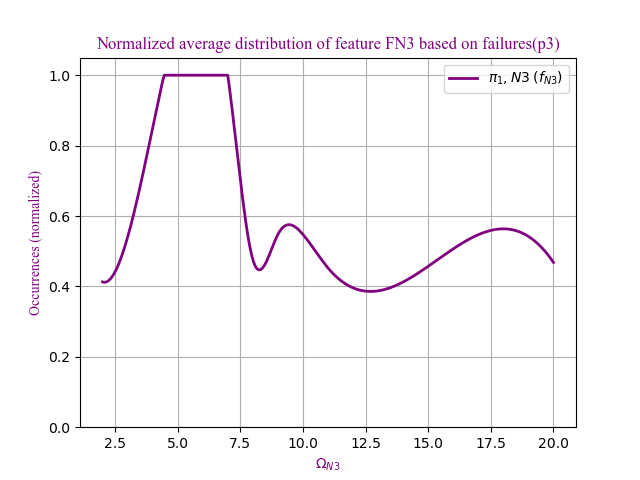 Normalized average distribution of feature FN3 based on failures(p3)
π1, N3 (fN3)
1.0
0.8
0.6
0.4
0.2
0.0
Occurrences (normalized)
2.5 5.0 7.5 10.0 12.5 15.0 17.5 20.0
ΩN3